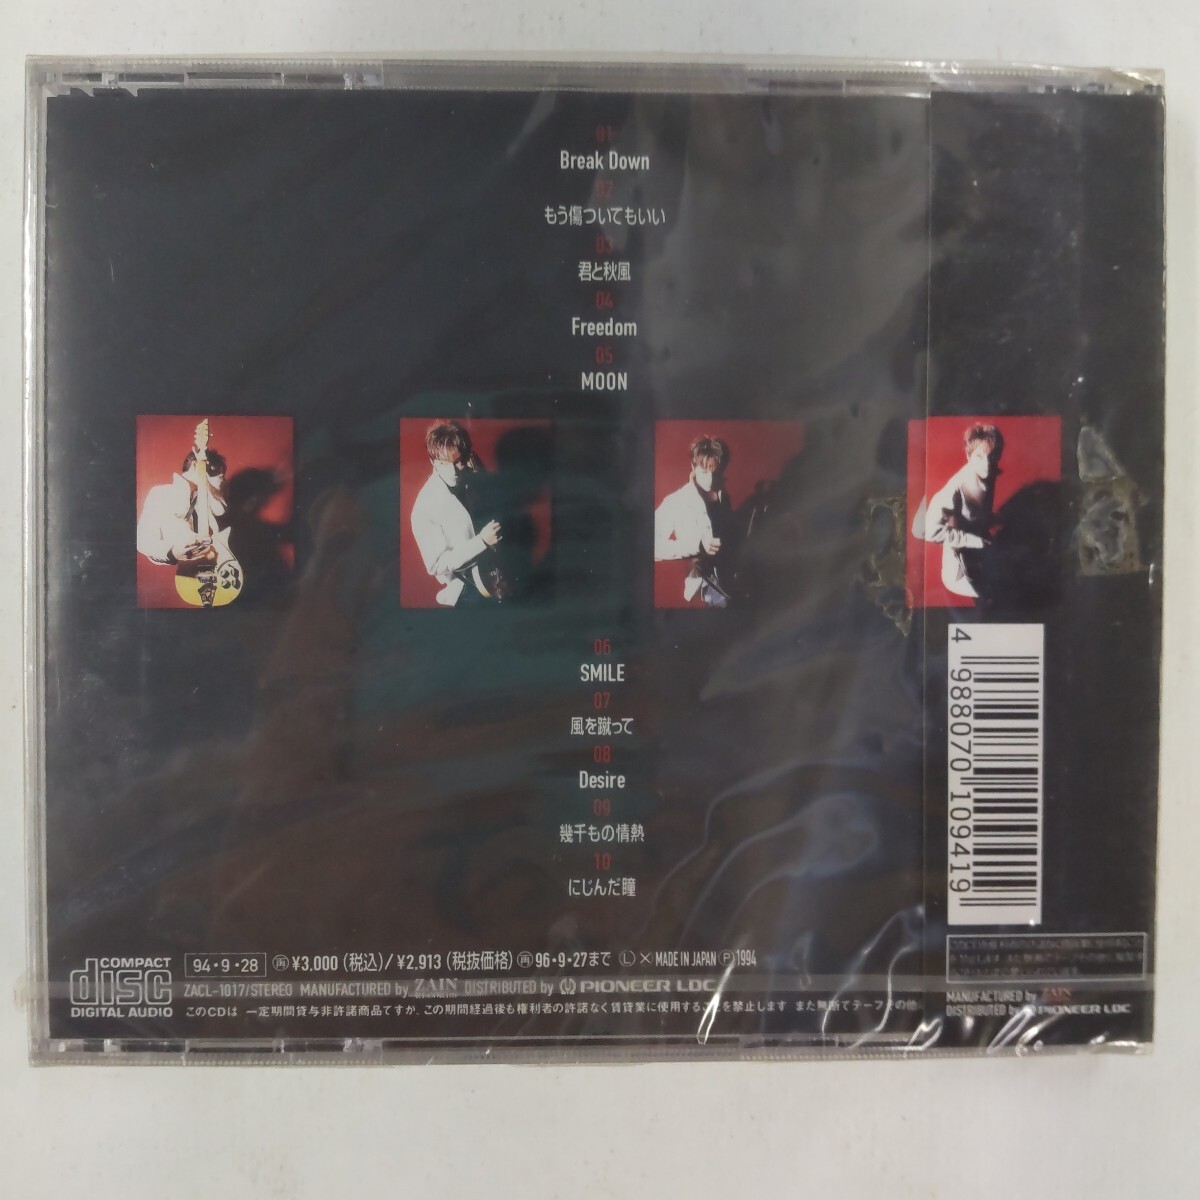 01
Break Down
02
もう傷ついてもいい
03
君と秋風
04
Freedom
05
MOON
06
SMILE
07
風を蹴って
08
Desire
09
幾千もの情熱
10
にじんだ瞳
4 988070 109419
COMPACT
disc
DIGITAL AUDIO
94・9・28 再 ¥3,000 (税込)/¥2,913 (税抜価格) 再 96・9・27まで Ⓛ × MADE IN JAPAN Ⓟ 1994
ZACL-1017/STEREO MANUFACTURED by ZAIN DISTRIBUTED by PIONEER LDC
このCDは 一定期間貸与非許諾商品ですが、この期間経過後も権利者の許諾なく賃貸業に使用することを禁止します また無断でテープその他
MANUFACTURED by ZAIN
DISTRIBUTED by PIONEER LDC